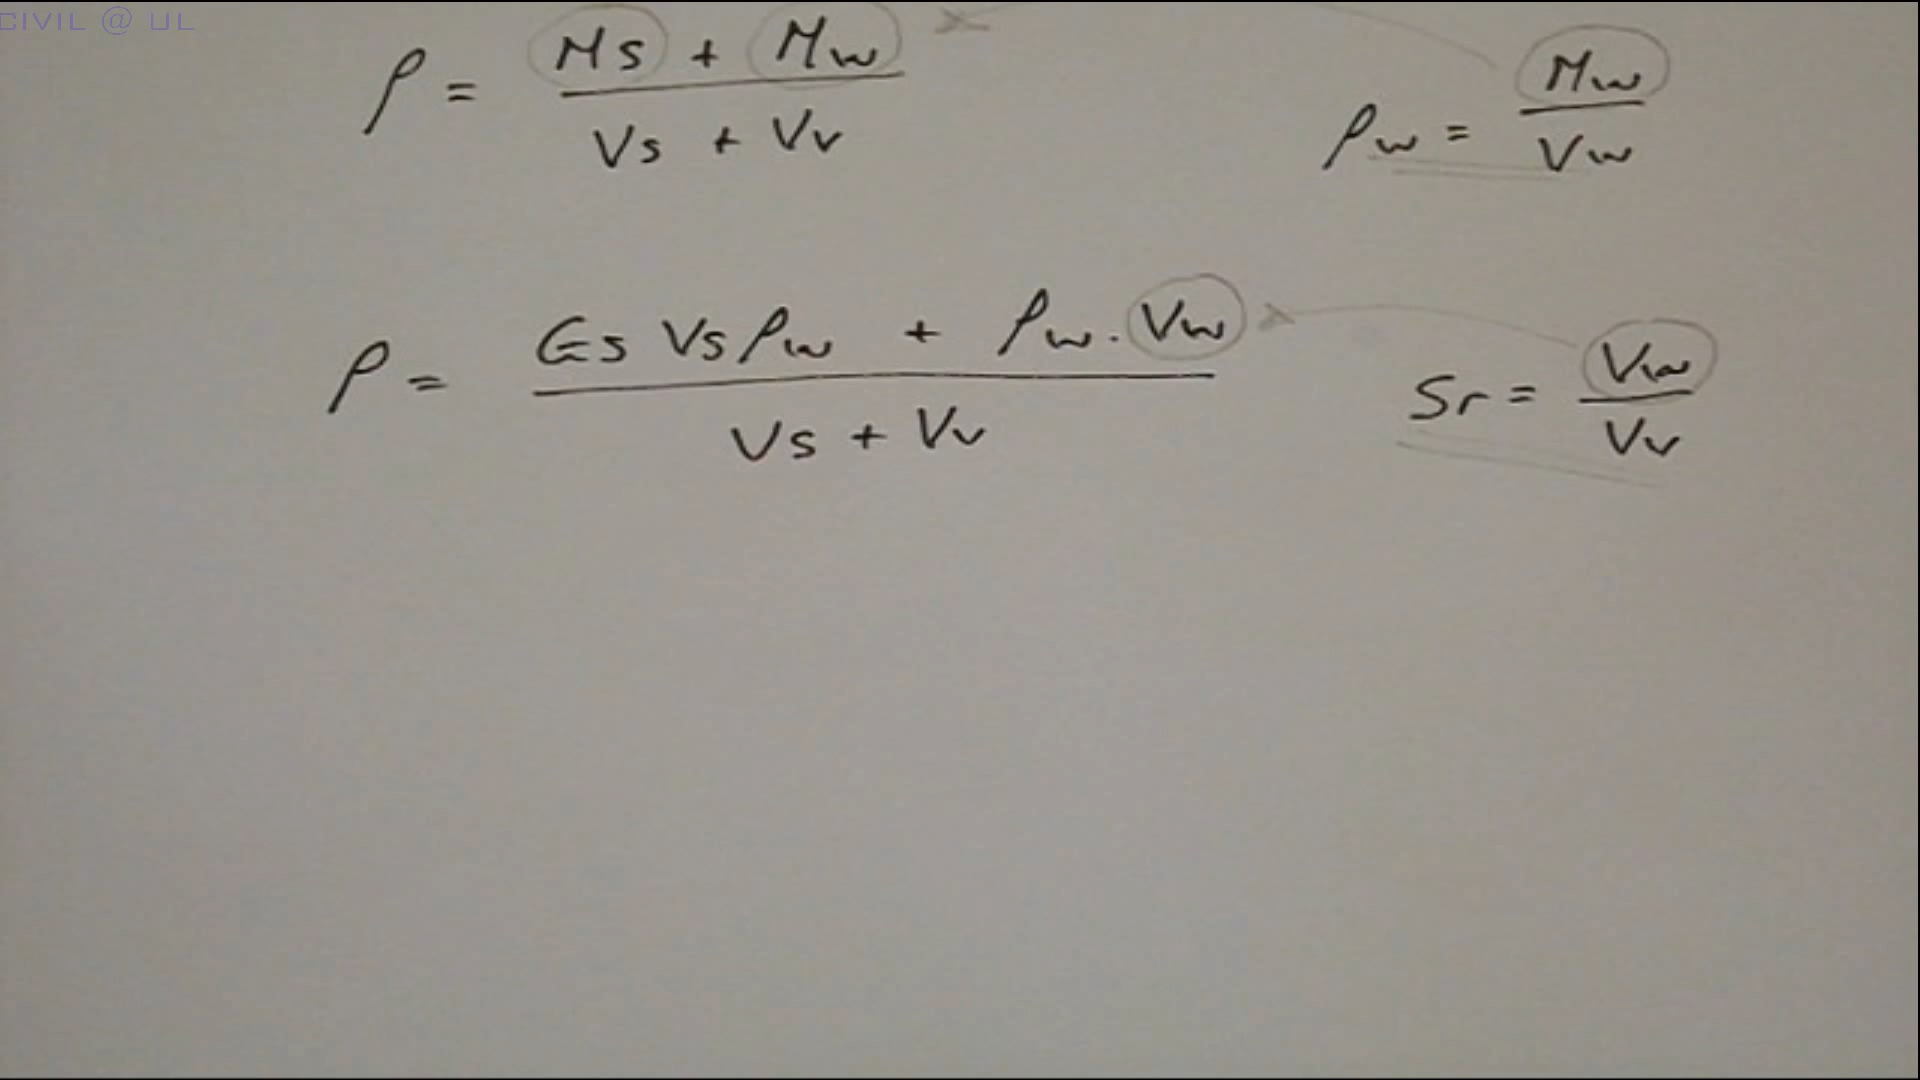 CIVIL @ UL
ρ = (Ms + Mw) / (Vs + Vv)
ρw = Mw / Vw
ρ = (Gs Vs ρw + ρw . Vw) / (Vs + Vv)
Sr = Vw / Vv